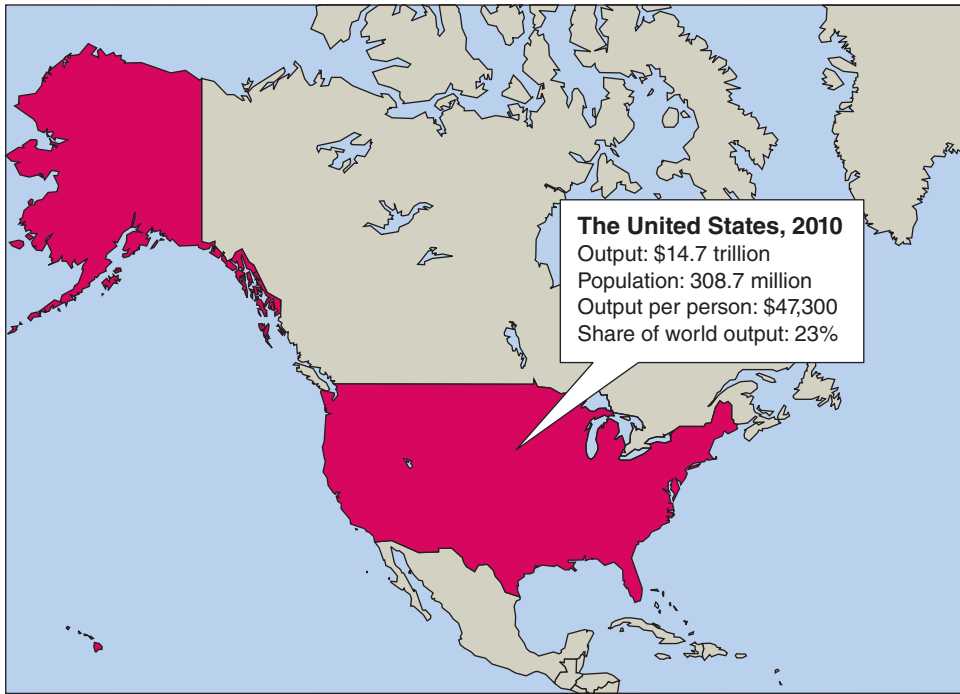 The United States, 2010
Output: $14.7 trillion
Population: 308.7 million
Output per person: $47,300
Share of world output: 23%